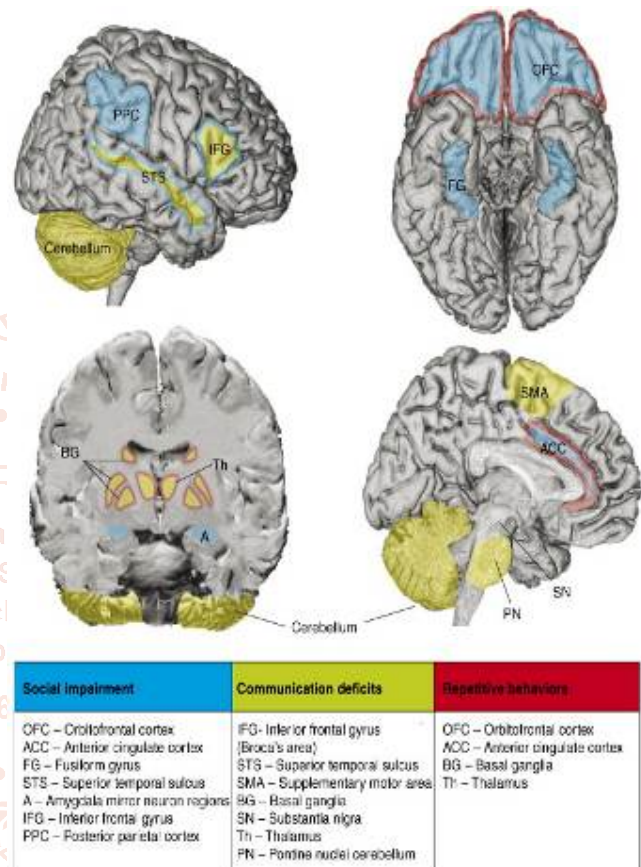 OFC
PPC
IFG
STS
FG
Cerebellum
SMA
BG
Th
ACC
A
SN
PN
Cerebellum
Social impairment
OFC – Orbitofrontal cortex
ACC – Anterior cingulate cortex
FG – Fusiform gyrus
STS – Superior temporal sulcus
A – Amygdala mirror neuron regions
IFG – Inferior frontal gyrus
PPC – Posterior parietal cortex
Communication deficits
IFG- Inferior frontal gyrus
(Broca's area)
STS – Superior temporal sulcus
SMA – Supplementary motor area
BG – Basal ganglia
SN – Substantia nigra
Th – Thalamus
PN – Pontine nuclei cerebellum
Repetitive behaviors
OFC – Orbitofrontal cortex
ACC – Anterior cingulate cortex
BG – Basal ganglia
Th – Thalamus